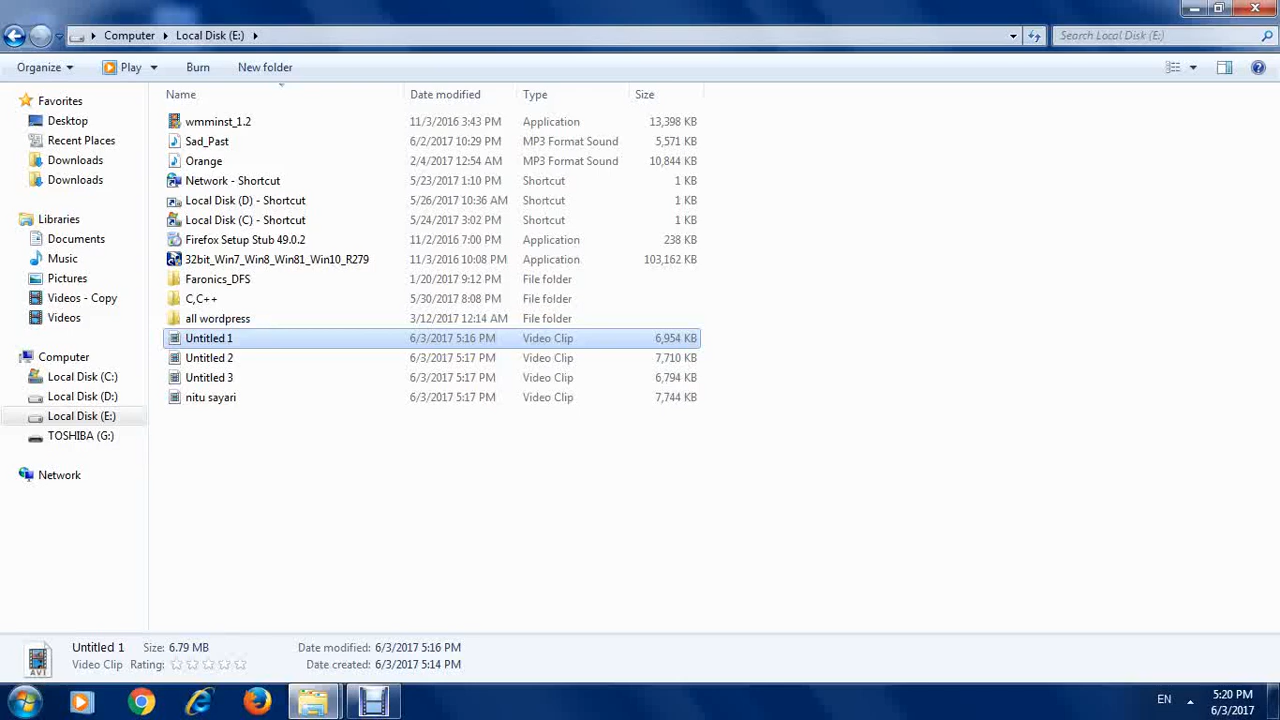 Computer Local Disk (E:) Search Local Disk (E:)
Organize Play Burn New folder
Name Date modified Type Size
Favorites
Desktop
Recent Places
Downloads
Downloads
Libraries
Documents
Music
Pictures
Videos - Copy
Videos
Computer
Local Disk (C:)
Local Disk (D:)
Local Disk (E:)
TOSHIBA (G:)
Network
wmminst_1.2 11/3/2016 3:43 PM Application 13,398 KB
Sad_Past 6/2/2017 10:29 PM MP3 Format Sound 5,571 KB
Orange 2/4/2017 12:54 AM MP3 Format Sound 10,844 KB
Network - Shortcut 5/23/2017 1:10 PM Shortcut 1 KB
Local Disk (D) - Shortcut 5/26/2017 10:36 AM Shortcut 1 KB
Local Disk (C) - Shortcut 5/24/2017 3:02 PM Shortcut 1 KB
Firefox Setup Stub 49.0.2 11/2/2016 7:00 PM Application 238 KB
32bit_Win7_Win8_Win81_Win10_R279 11/3/2016 10:08 PM Application 103,162 KB
Faronics_DFS 1/20/2017 9:12 PM File folder
C,C++ 5/30/2017 8:08 PM File folder
all wordpress 3/12/2017 12:14 AM File folder
Untitled 1 6/3/2017 5:16 PM Video Clip 6,954 KB
Untitled 2 6/3/2017 5:17 PM Video Clip 7,710 KB
Untitled 3 6/3/2017 5:17 PM Video Clip 6,794 KB
nitu sayari 6/3/2017 5:17 PM Video Clip 7,744 KB
Untitled 1 Size: 6.79 MB Date modified: 6/3/2017 5:16 PM
Video Clip Rating: Date created: 6/3/2017 5:14 PM
AVI
EN 5:20 PM
6/3/2017